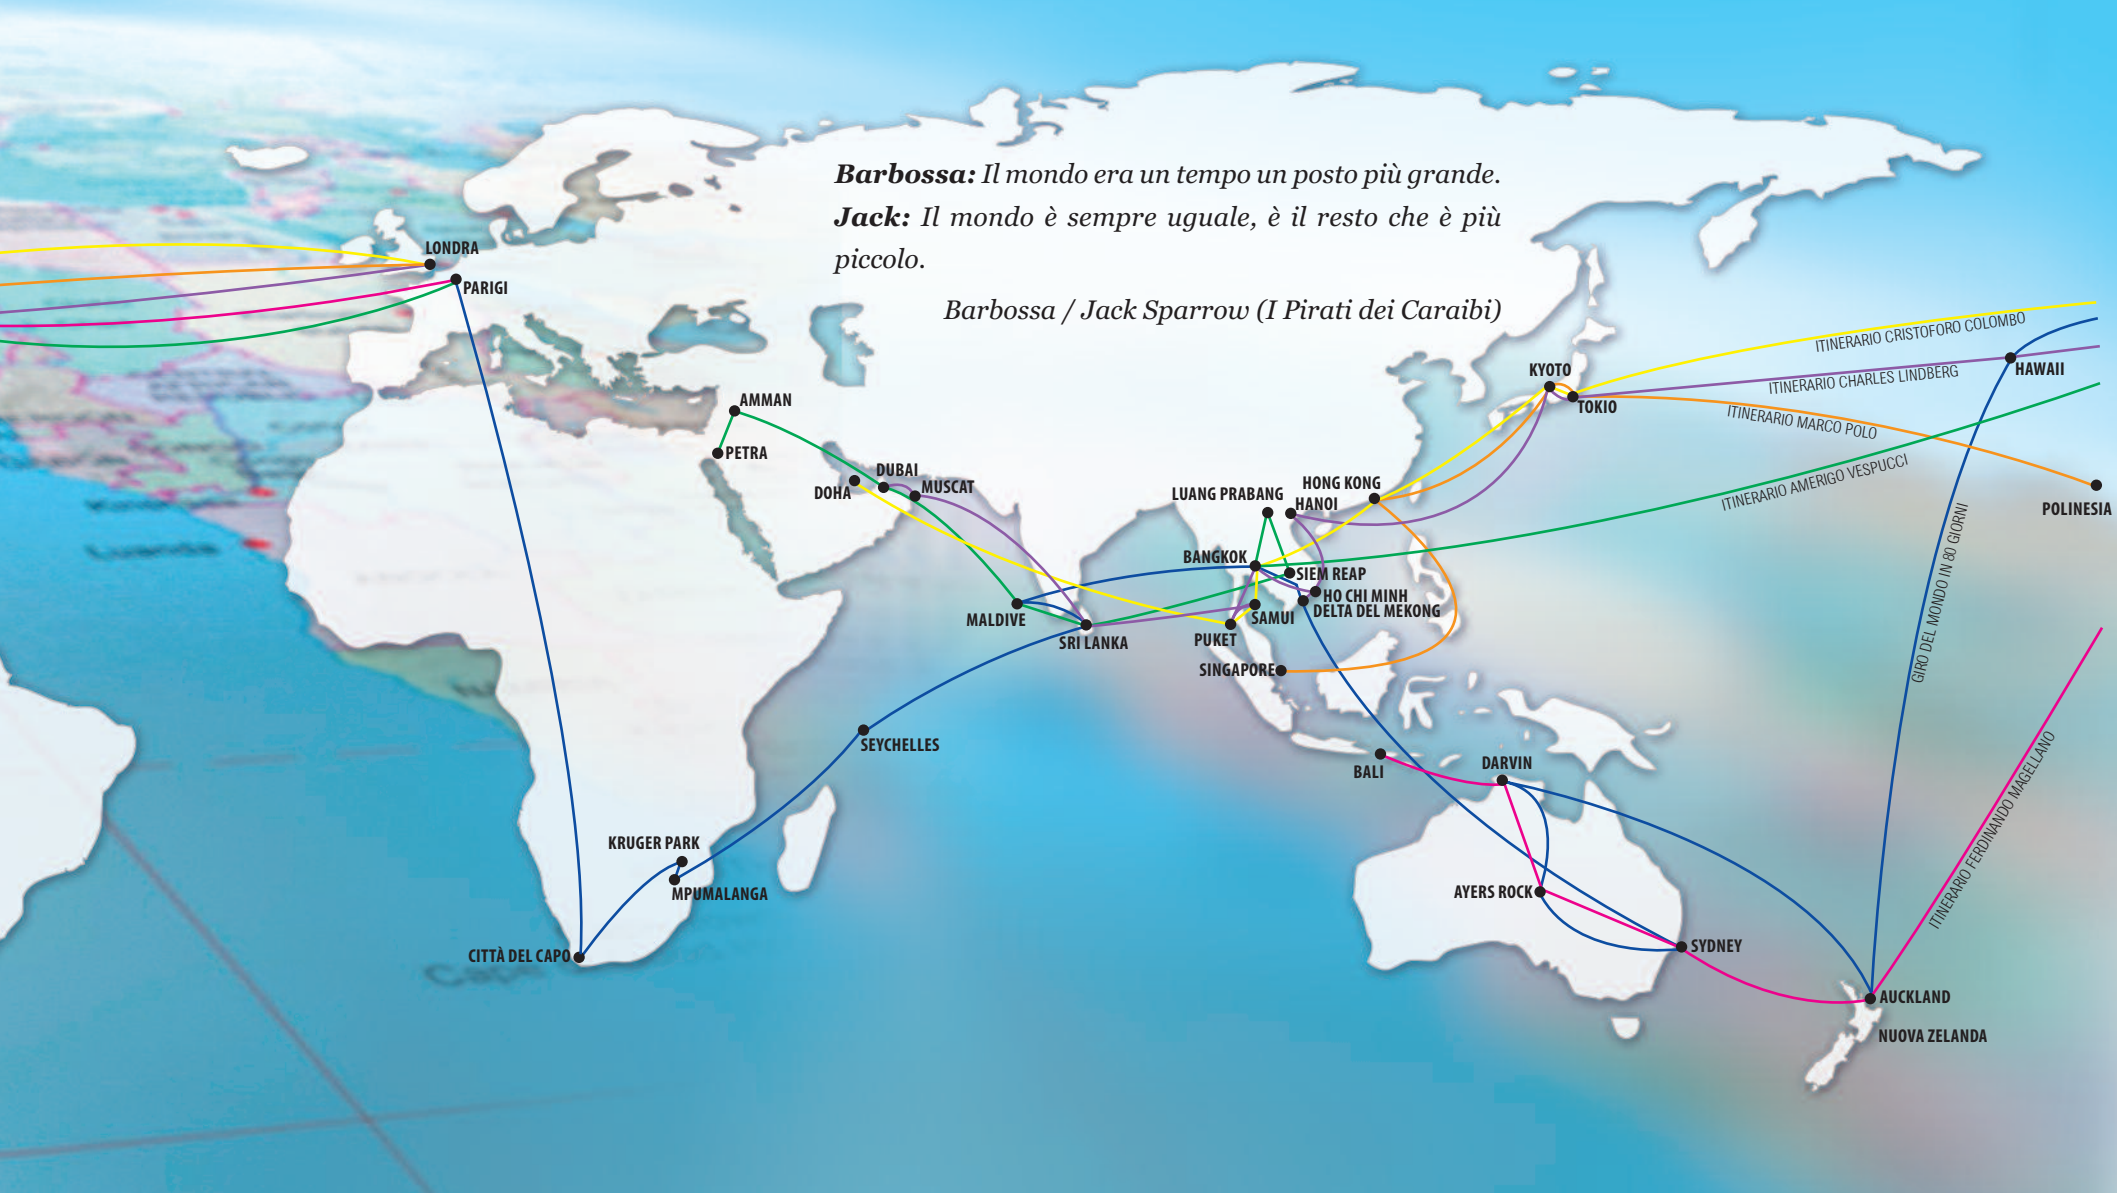 Barbossa: Il mondo era un tempo un posto più grande.
Jack: Il mondo è sempre uguale, è il resto che è più
piccolo.
Barbossa / Jack Sparrow (I Pirati dei Caraibi)
LONDRA
PARIGI
AMMAN
PETRA
DOHA
DUBAI
MUSCAT
LUANG PRABANG
HANOI
HONG KONG
KYOTO
TOKIO
ITINERARIO CRISTOFORO COLOMBO
ITINERARIO CHARLES LINDBERG
HAWAII
ITINERARIO MARCO POLO
ITINERARIO AMERIGO VESPUCCI
POLINESIA
BANGKOK
SIEM REAP
HO CHI MINH
DELTA DEL MEKONG
SAMUI
PUKET
SINGAPORE
MALDIVE
SRI LANKA
GIRO DEL MONDO IN 80 GIORNI
SEYCHELLES
BALI
DARVIN
ITINERARIO FERDINANDO MAGELLANO
KRUGER PARK
MPUMALANGA
AYERS ROCK
CITTÀ DEL CAPO
SYDNEY
AUCKLAND
NUOVA ZELANDA
Luanda